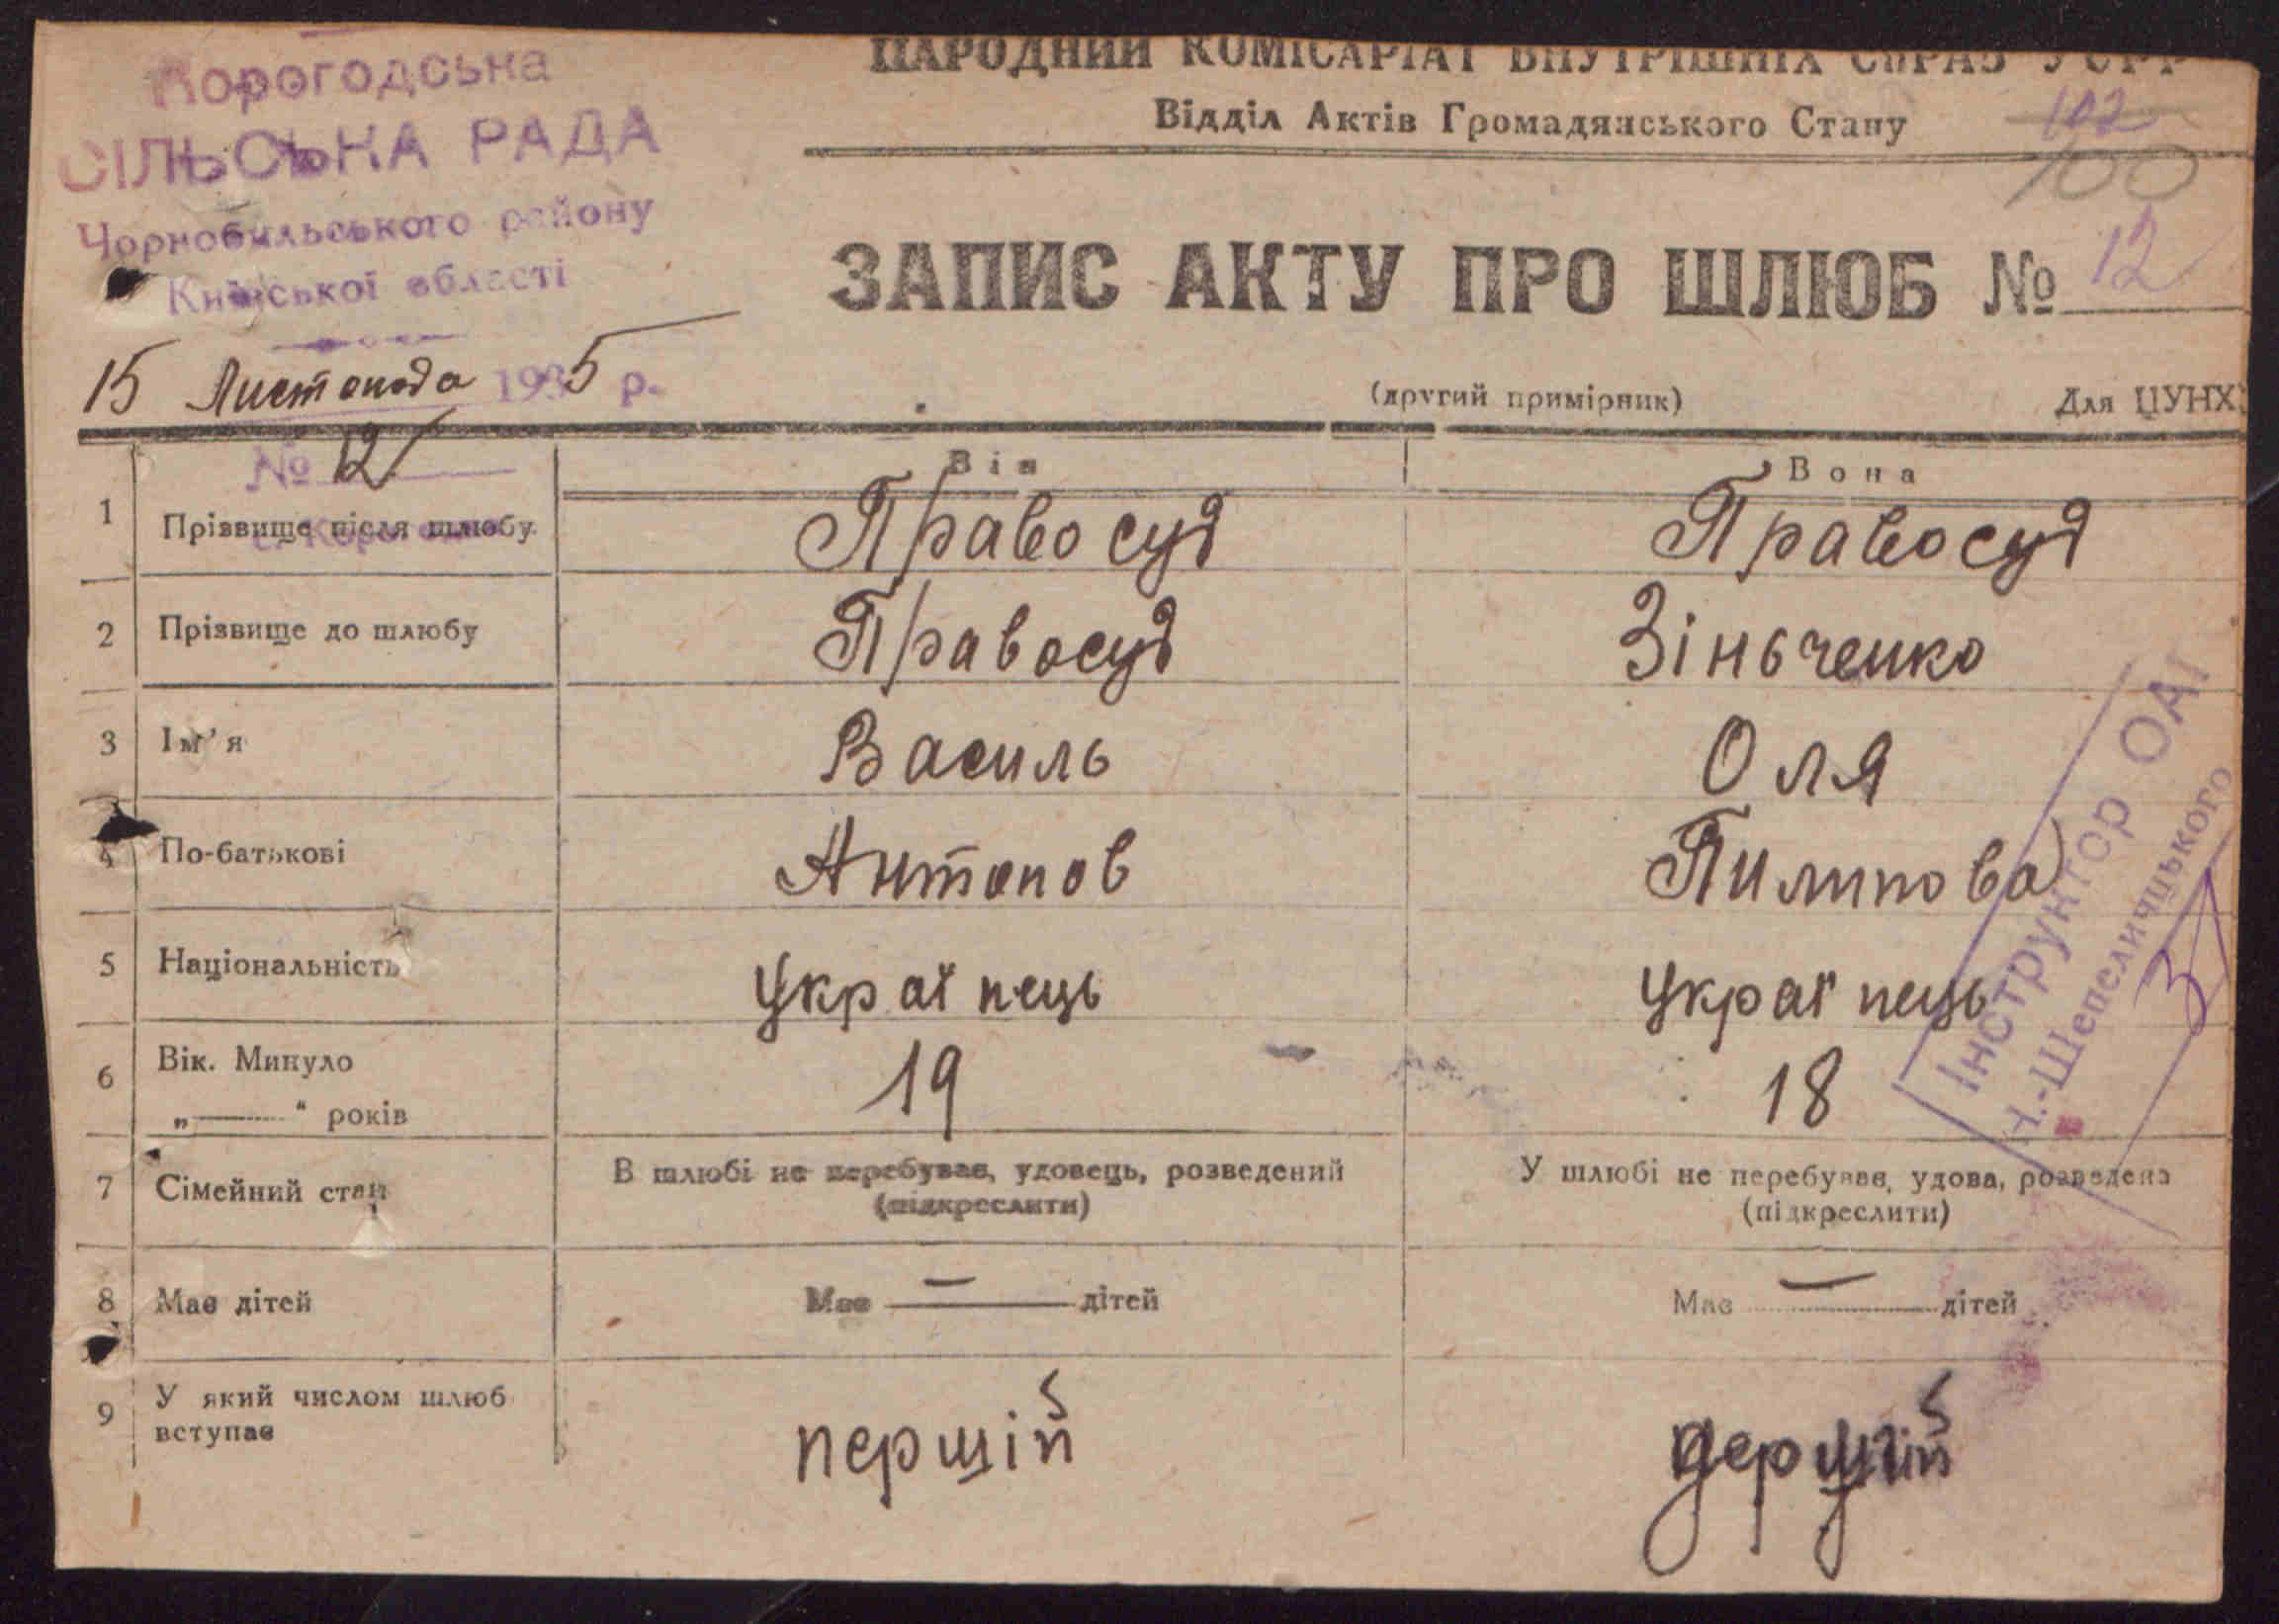 Корогодська
СІЛЬСЬКА РАДА
Чорнобильського району
Київської області
15 Листопада 1935 р.
№ 12
НАРОДНИЙ КОМІСАРІАТ ВНУТРІШНІХ СПРАВ УСРР
Відділ Актів Громадянського Стану
102
100
ЗАПИС АКТУ ПРО ШЛЮБ № 12
(другий примірник) Для ЦУНХ
Він Вона
1 Прізвище після шлюбу Правосуд Правосуд
2 Прізвище до шлюбу Правосуд Зіньченко
3 Ім'я Василь Оля
4 По-батькові Антонов Пилипова
5 Національність Українець Українець
6 Вік. Минуло 19 18
„——“ років
7 Сімейний стан В шлюбі не перебуває, удовець, розведений У шлюбі не перебуває, удова, розведена
(підкреслити) (підкреслити)
8 Має дітей Має — дітей Має — дітей
9 У який числом шлюб
вступає першій
Інструктор ОАГ
Н.-Шепеличицького